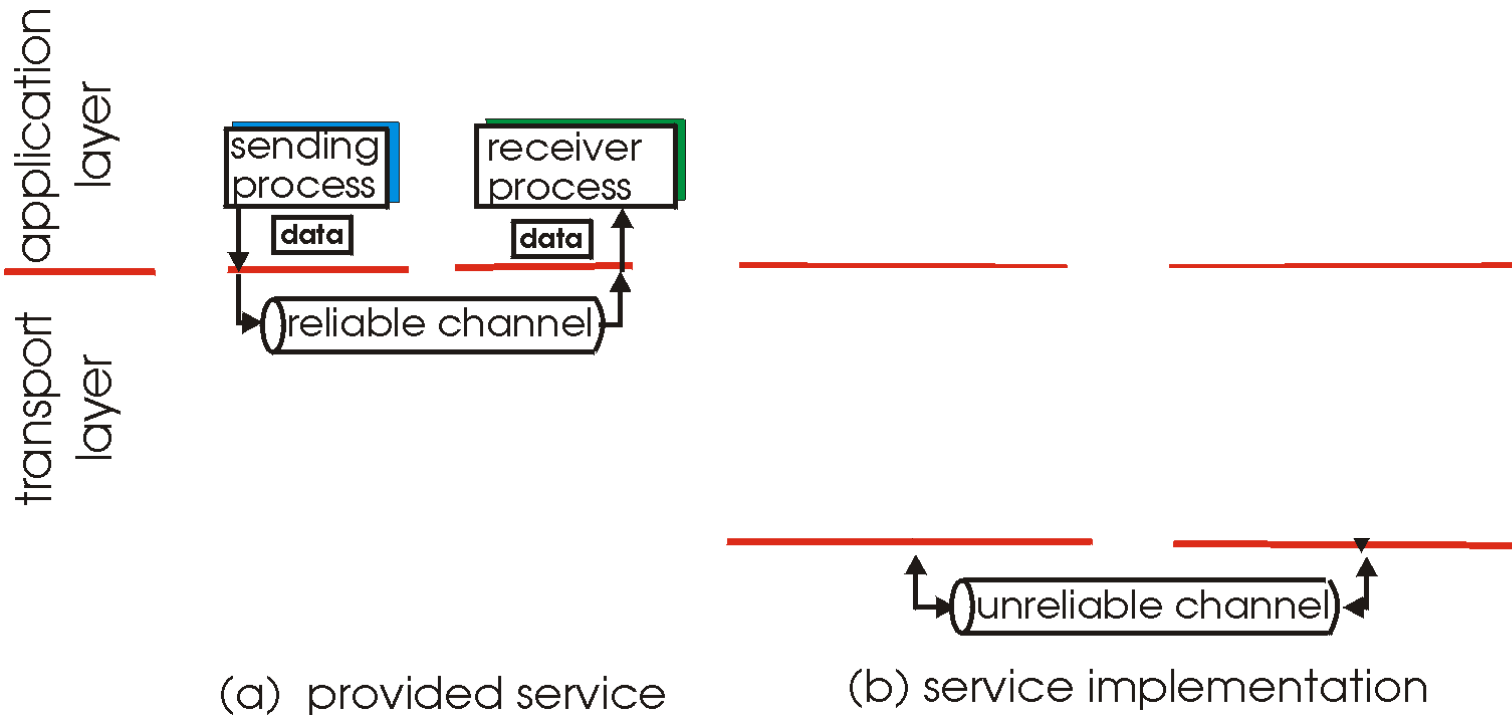 application
layer
transport
layer
sending
process
data
receiver
process
data
reliable channel
unreliable channel
(a) provided service
(b) service implementation